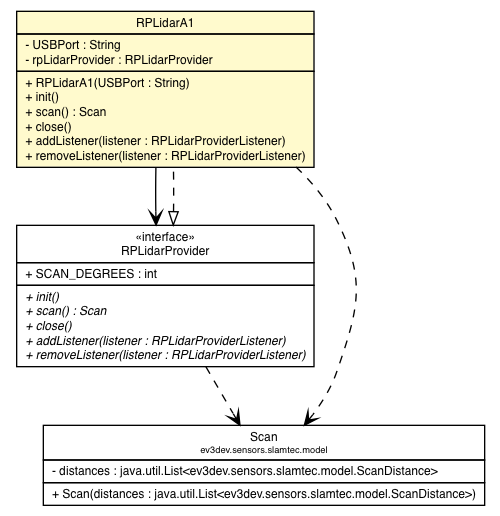 RPLidarA1
- USBPort : String
- rpLidarProvider : RPLidarProvider
+ RPLidarA1(USBPort : String)
+ init()
+ scan() : Scan
+ close()
+ addListener(listener : RPLidarProviderListener)
+ removeListener(listener : RPLidarProviderListener)
«interface»
RPLidarProvider
+ SCAN_DEGREES : int
+ init()
+ scan() : Scan
+ close()
+ addListener(listener : RPLidarProviderListener)
+ removeListener(listener : RPLidarProviderListener)
Scan
ev3dev.sensors.slamtec.model
- distances : java.util.List<ev3dev.sensors.slamtec.model.ScanDistance>
+ Scan(distances : java.util.List<ev3dev.sensors.slamtec.model.ScanDistance>)